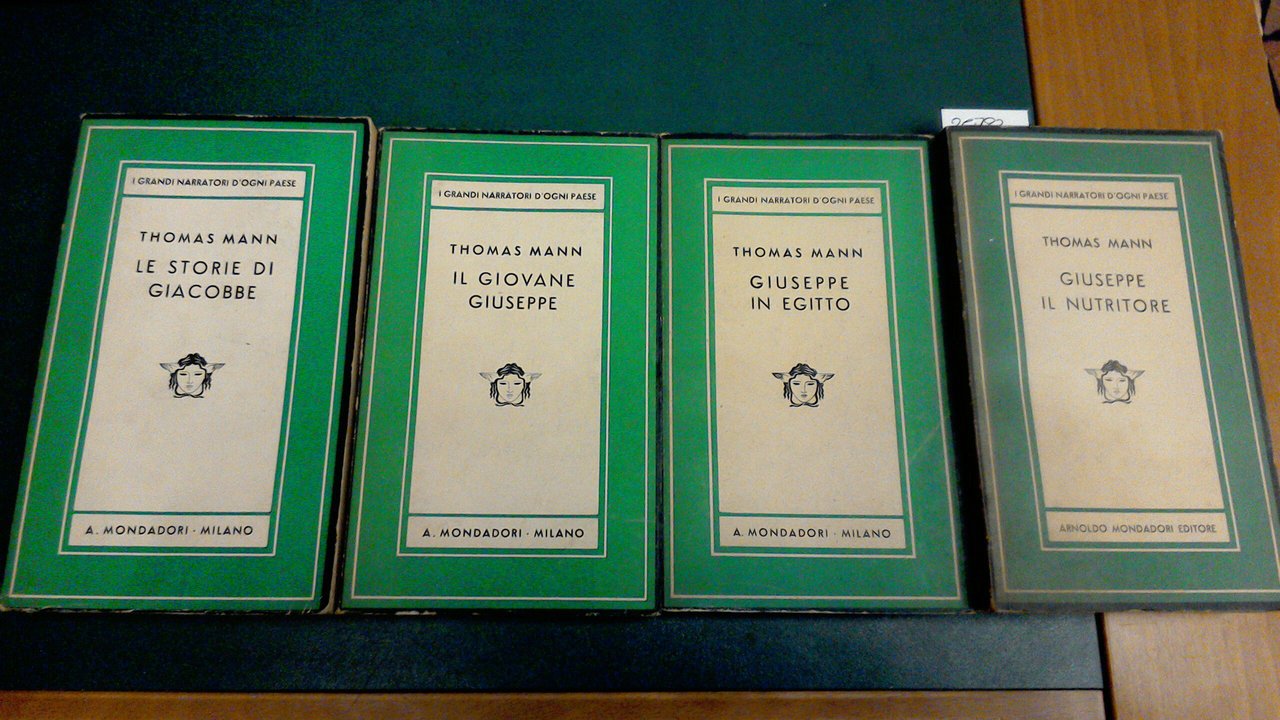 I GRANDI NARRATORI D'OGNI PAESE
THOMAS MANN
LE STORIE DI
GIACOBBE
A. MONDADORI · MILANO
I GRANDI NARRATORI D'OGNI PAESE
THOMAS MANN
IL GIOVANE
GIUSEPPE
A. MONDADORI · MILANO
I GRANDI NARRATORI D'OGNI PAESE
THOMAS MANN
GIUSEPPE
IN EGITTO
A. MONDADORI · MILANO
I GRANDI NARRATORI D'OGNI PAESE
THOMAS MANN
GIUSEPPE
IL NUTRITORE
ARNOLDO MONDADORI EDITORE